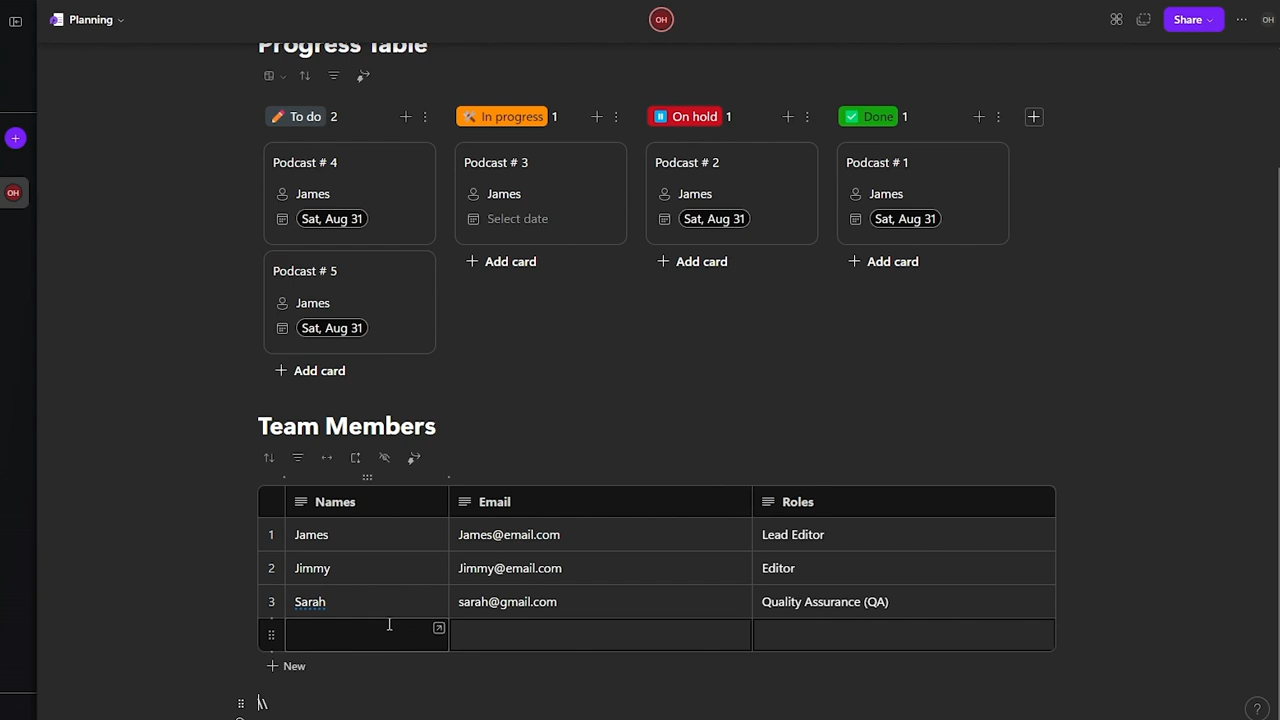 Planning
OH
Share
OH
Progress Table
To do 2
In progress 1
On hold 1
Done 1
Podcast # 4
James
Sat, Aug 31
Podcast # 3
James
Select date
Podcast # 2
James
Sat, Aug 31
Podcast # 1
James
Sat, Aug 31
OH
Add card
Add card
Add card
Podcast # 5
James
Sat, Aug 31
Add card
Team Members
Names Email Roles
1 James James@email.com Lead Editor
2 Jimmy Jimmy@email.com Editor
3 Sarah sarah@gmail.com Quality Assurance (QA)
New
\\